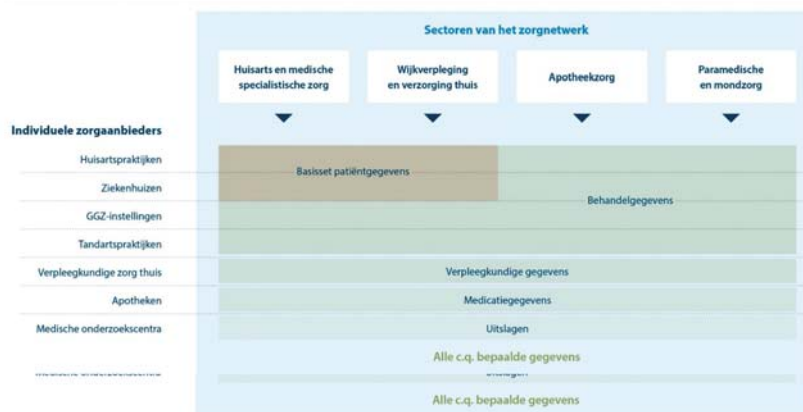 Sectoren van het zorgnetwerk
Huisarts en medische
specialistische zorg
Wijkverpleging
en verzorging thuis
Apotheekzorg
Paramedische
en mondzorg
Individuele zorgaanbieders
Huisartspraktijken
Basisset patiëntgegevens
Ziekenhuizen
Behandelgegevens
GGZ-instellingen
Tandartspraktijken
Verpleegkundige zorg thuis
Verpleegkundige gegevens
Apotheken
Medicatiegegevens
Medische onderzoekscentra
Uitslagen
Alle c.q. bepaalde gegevens
Alle c.q. bepaalde gegevens